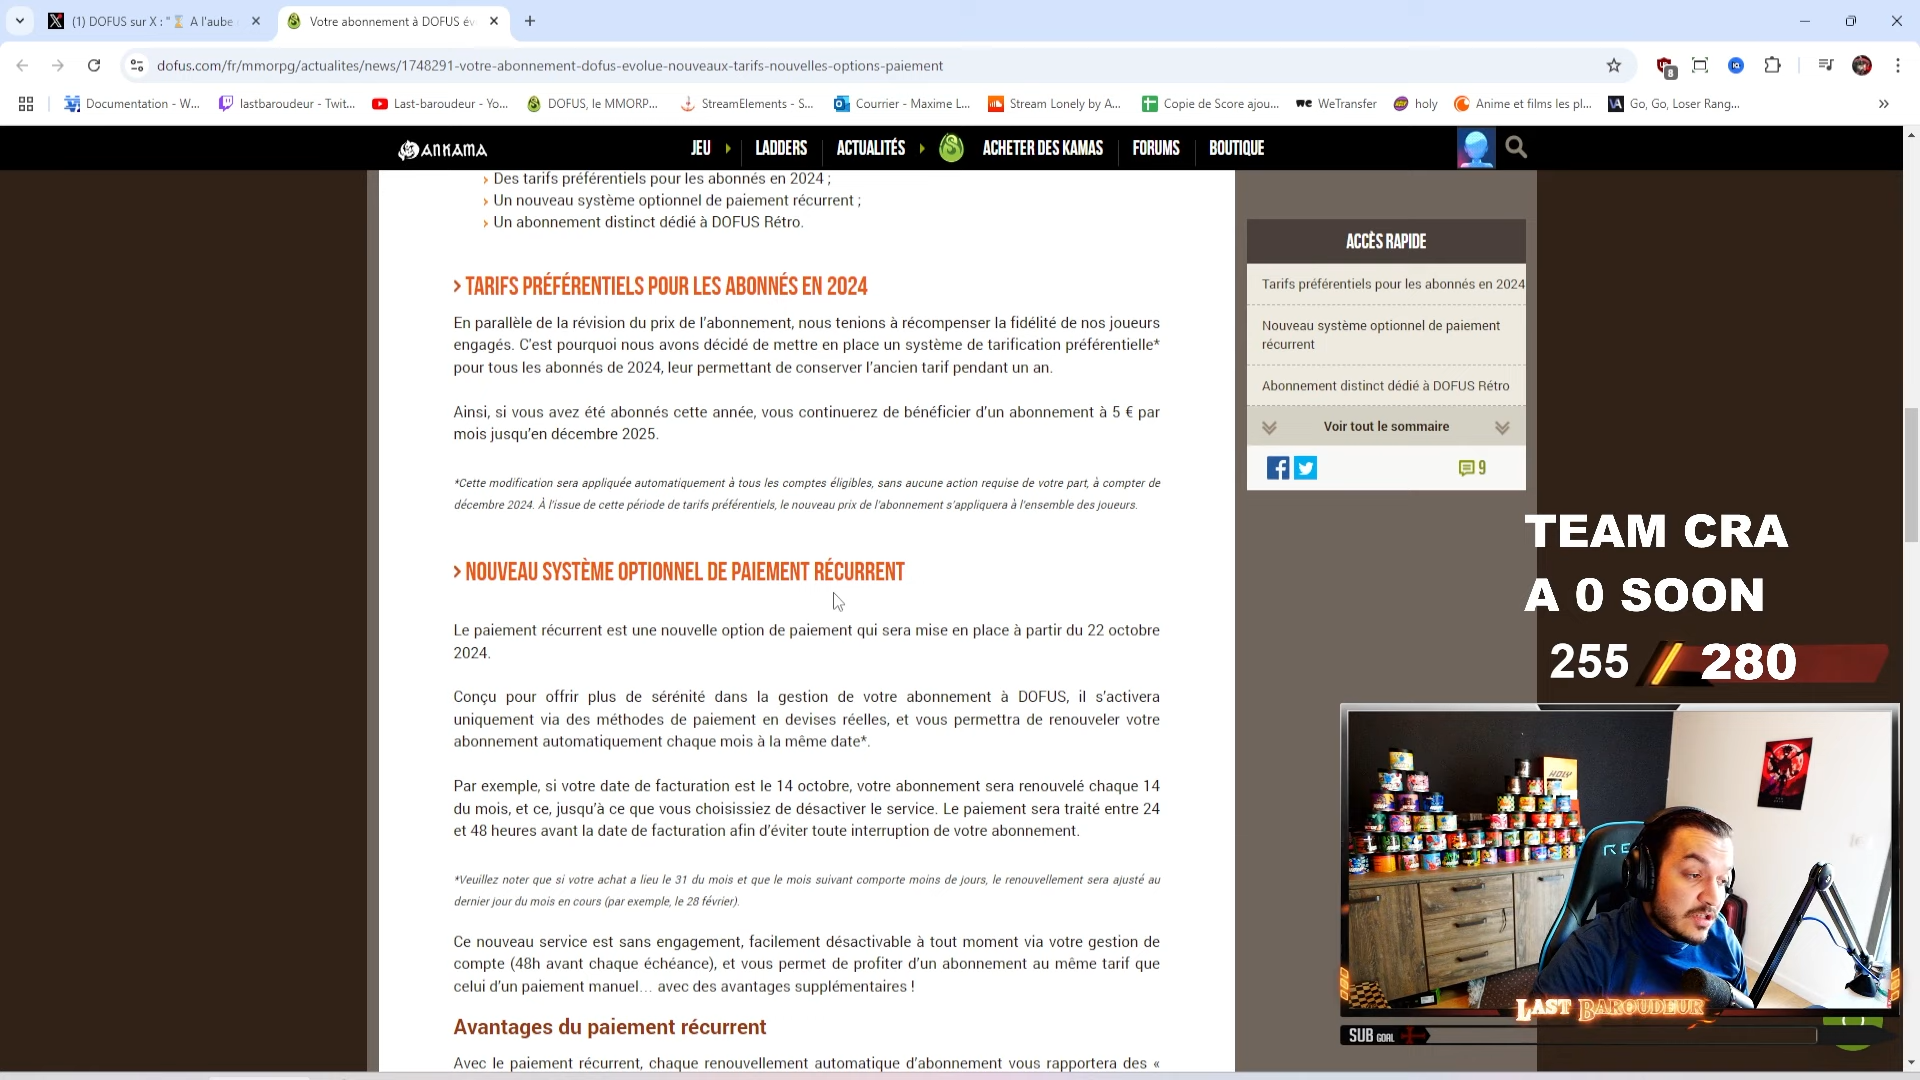 (1) DOFUS sur X : " A l'aube
Votre abonnement à DOFUS év
dofus.com/fr/mmorpg/actualites/news/1748291-votre-abonnement-dofus-evolue-nouveaux-tarifs-nouvelles-options-paiement
8
Documentation - W...
lastbaroudeur - Twit...
Last-baroudeur - Yo...
DOFUS, le MMORP...
StreamElements - S...
Courrier - Maxime L...
Stream Lonely by A...
Copie de Score ajou...
WeTransfer
holy
Anime et films les pl...
Go, Go, Loser Rang...
ANKAMA
JEU
LADDERS
ACTUALITÉS
ACHETER DES KAMAS
FORUMS
BOUTIQUE
› Des tarifs préférentiels pour les abonnés en 2024 ;
› Un nouveau système optionnel de paiement récurrent ;
› Un abonnement distinct dédié à DOFUS Rétro.
> TARIFS PRÉFÉRENTIELS POUR LES ABONNÉS EN 2024
En parallèle de la révision du prix de l'abonnement, nous tenions à récompenser la fidélité de nos joueurs
engagés. C'est pourquoi nous avons décidé de mettre en place un système de tarification préférentielle*
pour tous les abonnés de 2024, leur permettant de conserver l'ancien tarif pendant un an.
Ainsi, si vous avez été abonnés cette année, vous continuerez de bénéficier d'un abonnement à 5 € par
mois jusqu'en décembre 2025.
*Cette modification sera appliquée automatiquement à tous les comptes éligibles, sans aucune action requise de votre part, à compter de
décembre 2024. À l'issue de cette période de tarifs préférentiels, le nouveau prix de l'abonnement s'appliquera à l'ensemble des joueurs.
> NOUVEAU SYSTÈME OPTIONNEL DE PAIEMENT RÉCURRENT
Le paiement récurrent est une nouvelle option de paiement qui sera mise en place à partir du 22 octobre
2024.
Conçu pour offrir plus de sérénité dans la gestion de votre abonnement à DOFUS, il s'activera
uniquement via des méthodes de paiement en devises réelles, et vous permettra de renouveler votre
abonnement automatiquement chaque mois à la même date*.
Par exemple, si votre date de facturation est le 14 octobre, votre abonnement sera renouvelé chaque 14
du mois, et ce, jusqu'à ce que vous choisissiez de désactiver le service. Le paiement sera traité entre 24
et 48 heures avant la date de facturation afin d'éviter toute interruption de votre abonnement.
*Veuillez noter que si votre achat a lieu le 31 du mois et que le mois suivant comporte moins de jours, le renouvellement sera ajusté au
dernier jour du mois en cours (par exemple, le 28 février).
Ce nouveau service est sans engagement, facilement désactivable à tout moment via votre gestion de
compte (48h avant chaque échéance), et vous permet de profiter d'un abonnement au même tarif que
celui d'un paiement manuel… avec des avantages supplémentaires !
Avantages du paiement récurrent
Avec le paiement récurrent, chaque renouvellement automatique d'abonnement vous rapportera des «
ACCÈS RAPIDE
Tarifs préférentiels pour les abonnés en 2024
Nouveau système optionnel de paiement
récurrent
Abonnement distinct dédié à DOFUS Rétro
Voir tout le sommaire
9
TEAM CRA
A 0 SOON
255 / 280
HOLY
LAST BAROUDEUR
SUB GOAL